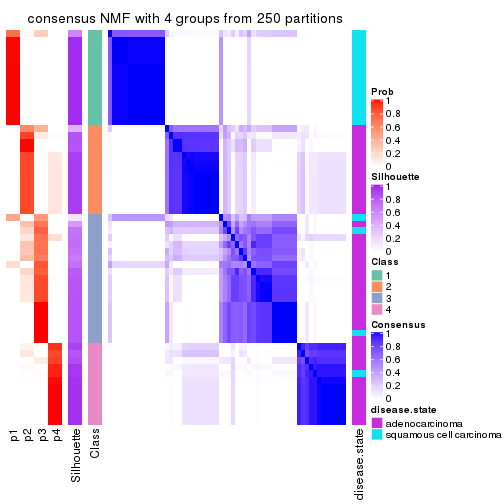 consensus NMF with 4 groups from 250 partitions
Prob
1
0.8
0.6
0.4
0.2
0
Silhouette
1
0.8
0.6
0.4
0.2
0
Class
1
2
3
4
Consensus
1
0.8
0.6
0.4
0.2
0
disease.state
adenocarcinoma
squamous cell carcinoma
p1
p2
p3
p4
Silhouette
Class
disease.state